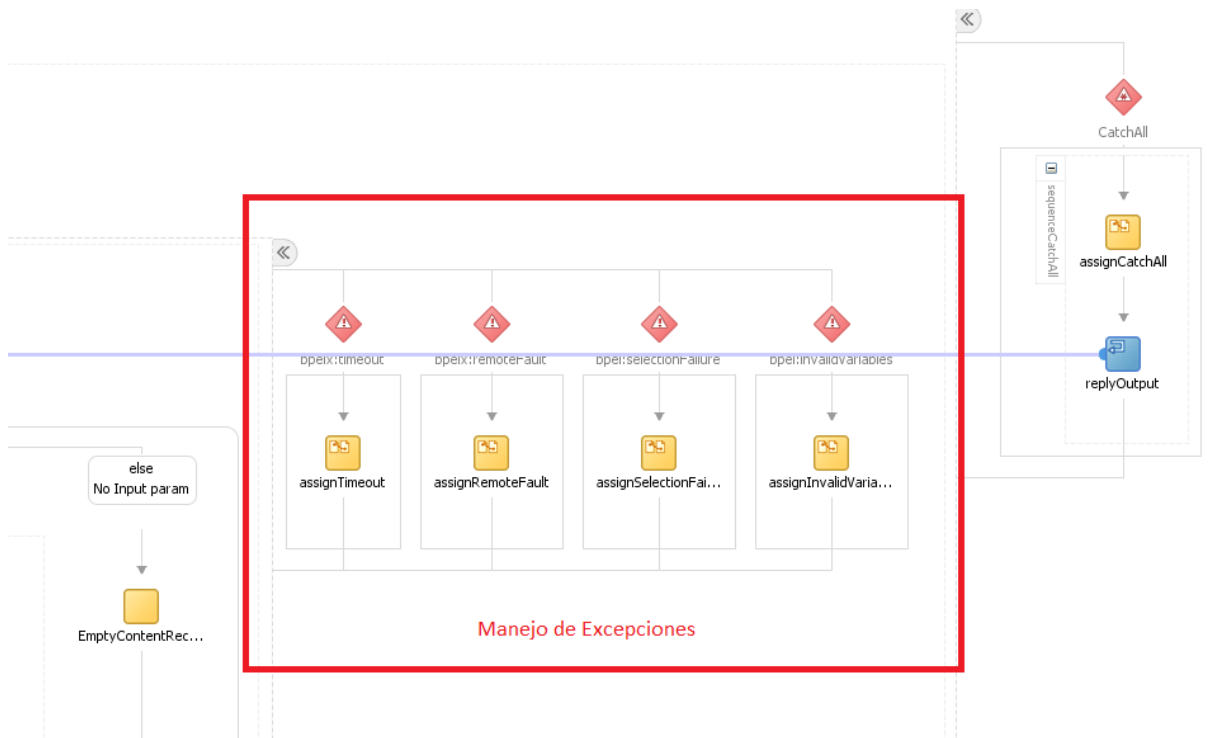 CatchAll
sequenceCatchAll
assignCatchAll
replyOutput
bpelx:timeout
bpelx:remoteFault
bpel:selectionFailure
bpel:invalidVariables
assignTimeout
assignRemoteFault
assignSelectionFai...
assignInvalidVaria...
else
No Input param
EmptyContentRec...
Manejo de Excepciones